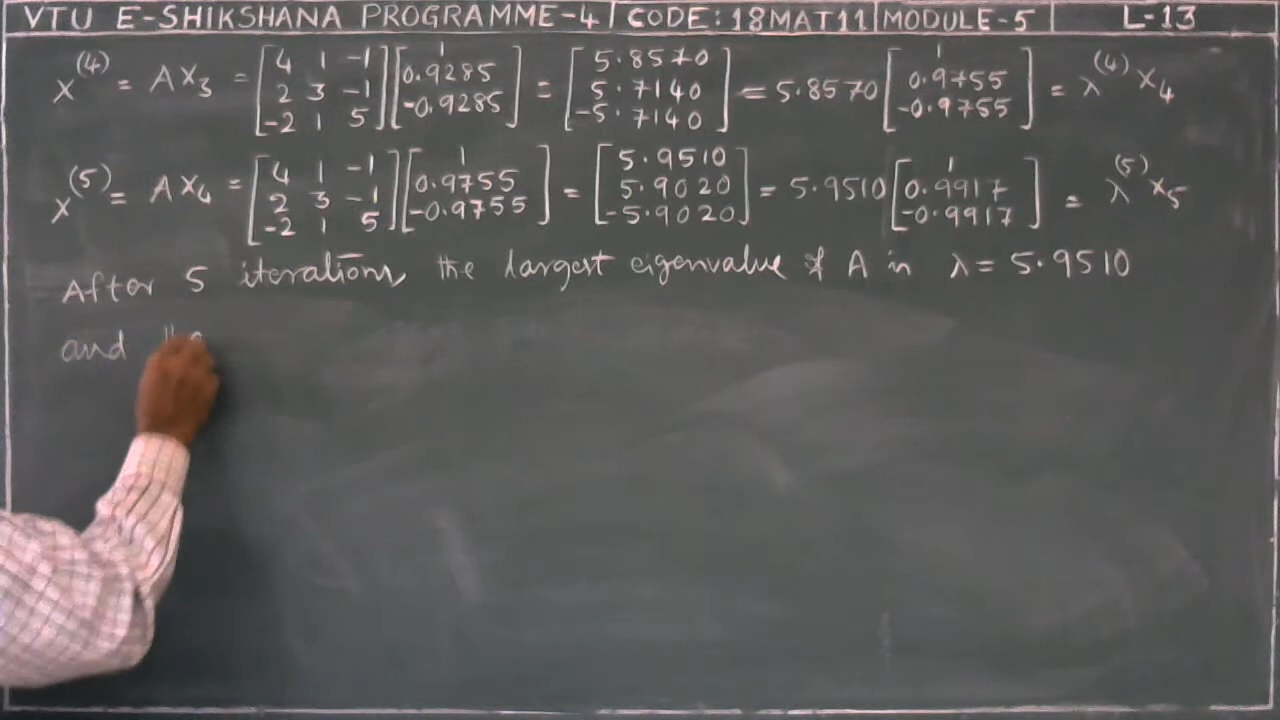 VTU E-SHIKSHANA PROGRAMME-4 | CODE: 18MAT11 | MODULE-5 | L-13
X^(4) = AX₃ = [4 1 -1; 2 3 -1; -2 1 5] [1; 0.9285; -0.9285] = [5.8570; 5.7140; -5.7140] = 5.8570 [1; 0.9755; -0.9755] = λ^(4) X₄
X^(5) = AX₄ = [4 1 -1; 2 3 -1; -2 1 5] [1; 0.9755; -0.9755] = [5.9510; 5.9020; -5.9020] = 5.9510 [1; 0.9917; -0.9917] = λ^(5) X₅
After 5 iterations, the largest eigenvalue of A is λ = 5.9510
and